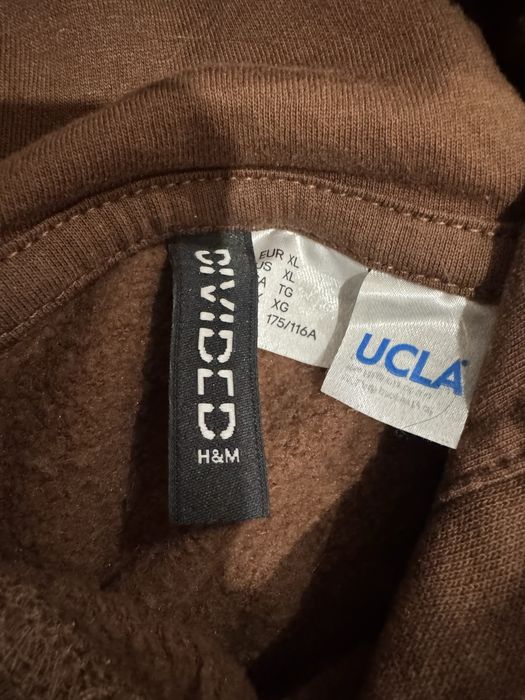 DIVIDED
H&M
EUR XL
US XL
TG
XG
175/116A
UCLA